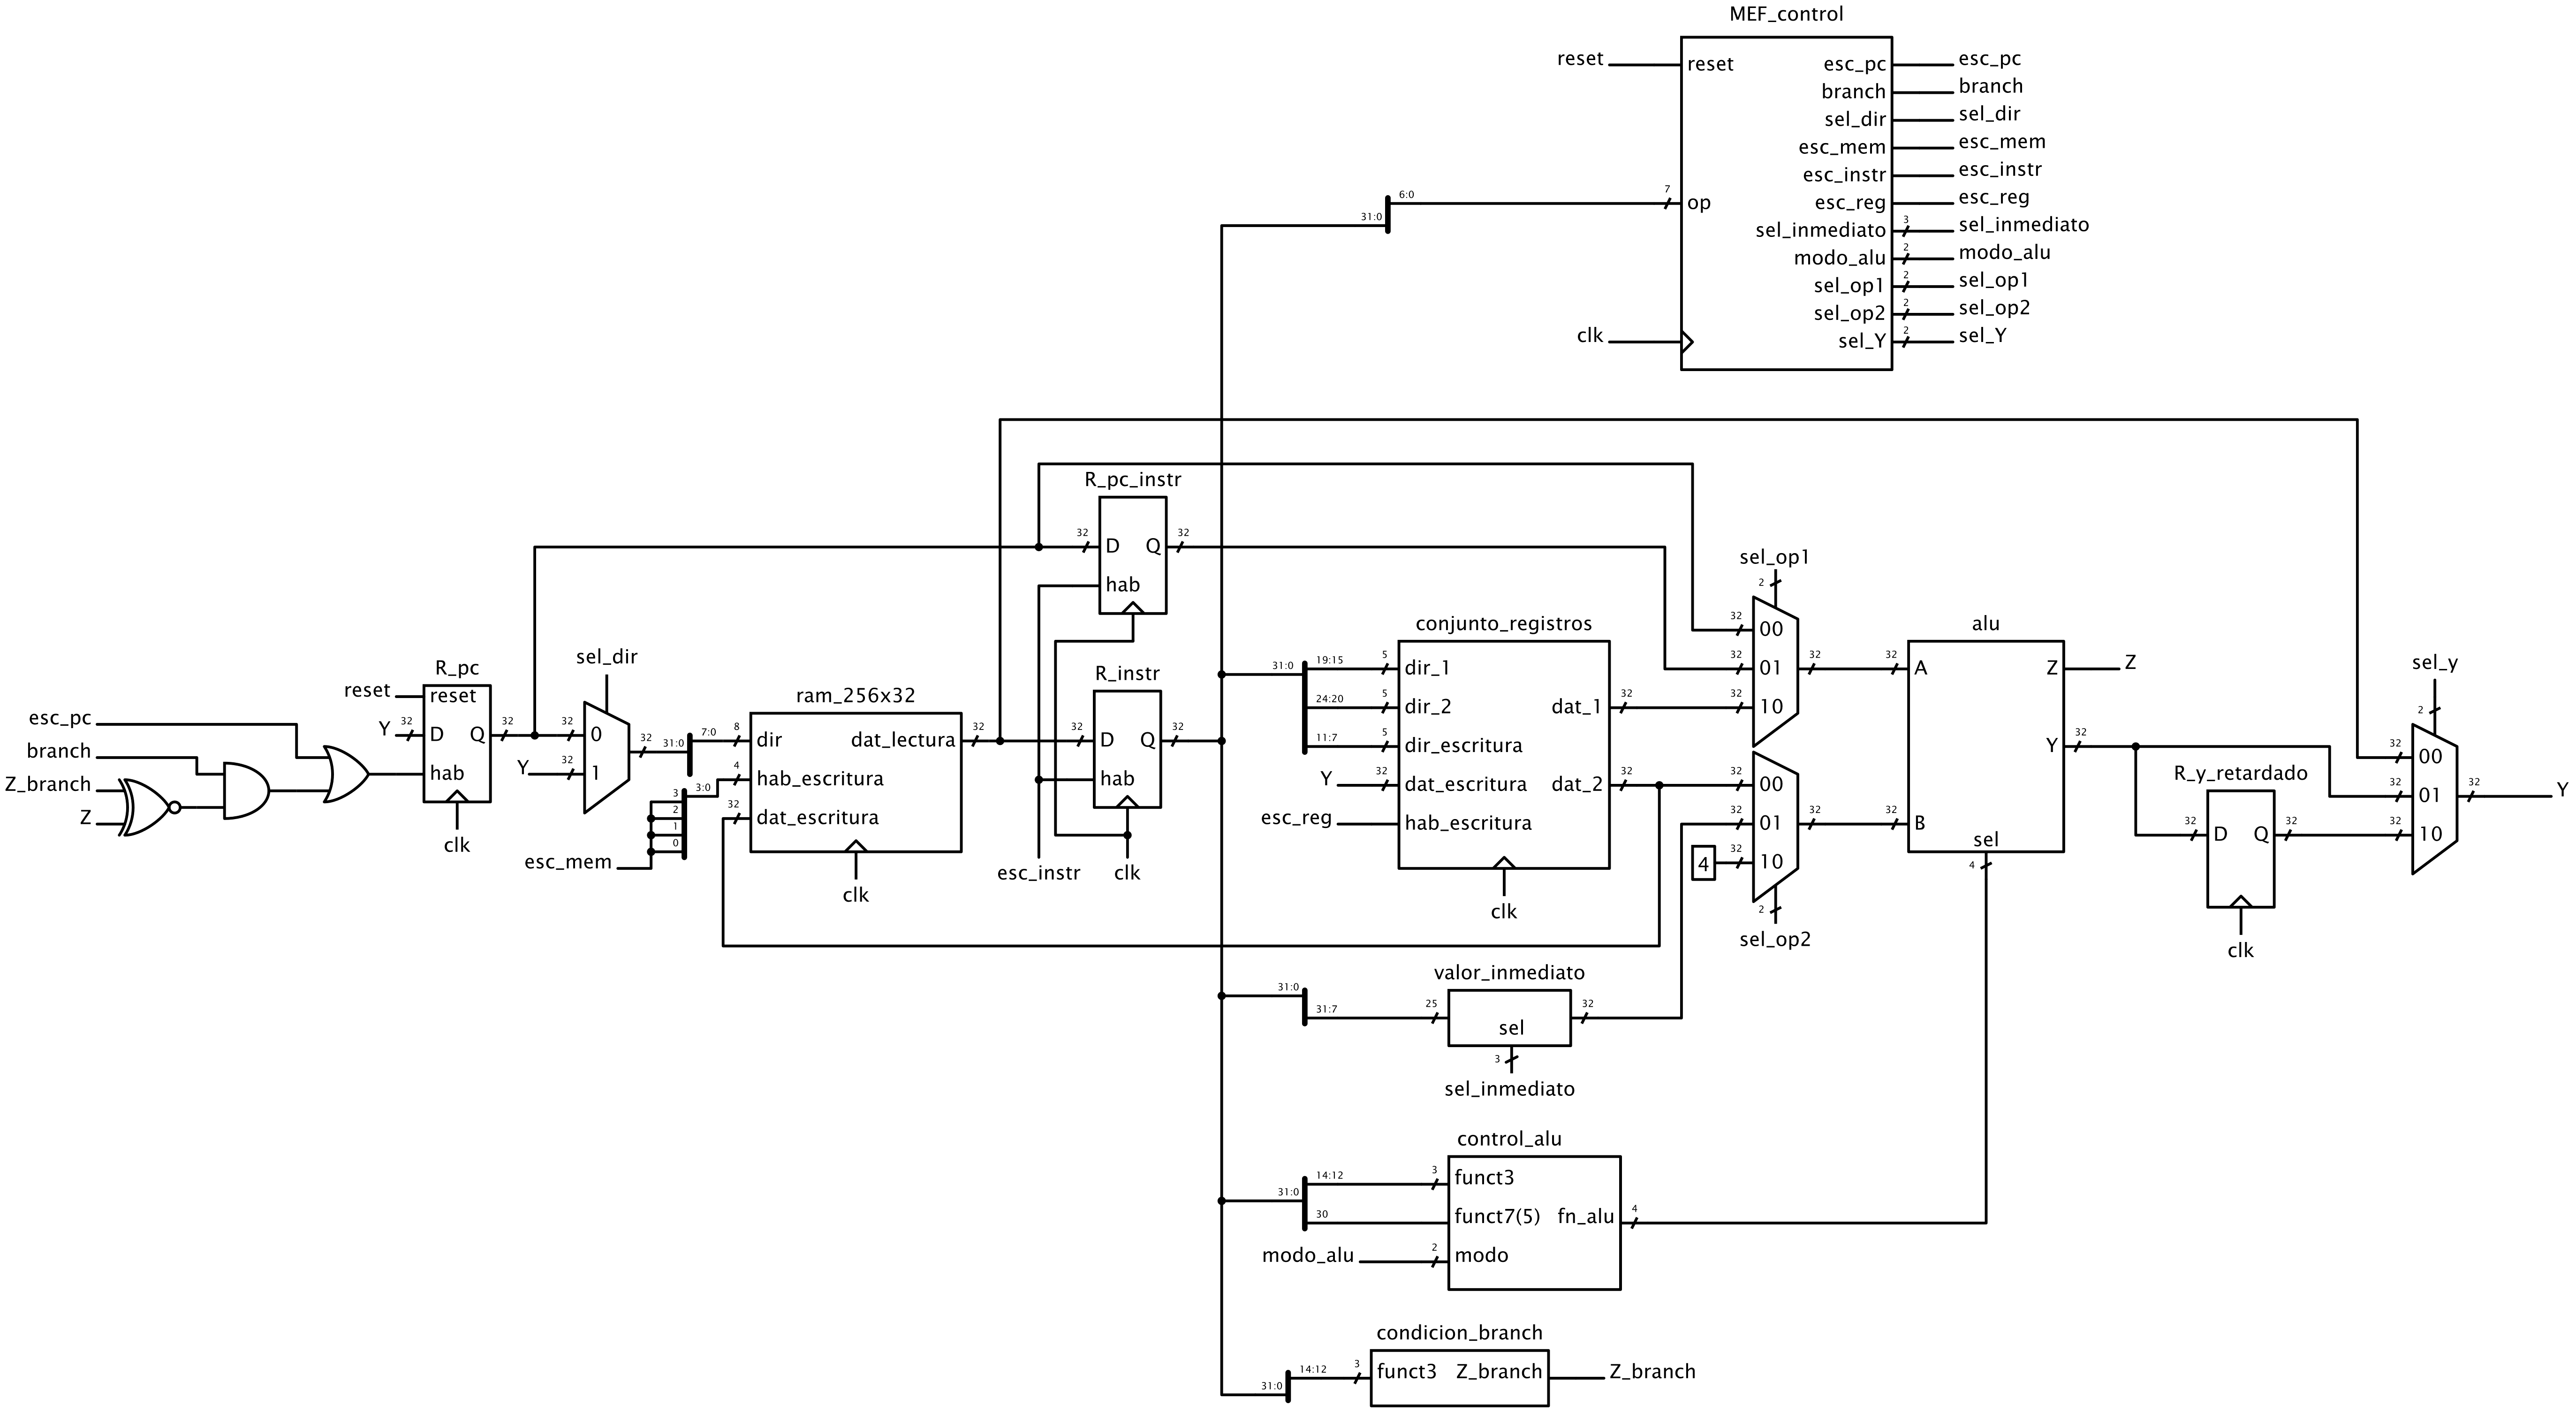 MEF_control
reset
reset
esc_pc
esc_pc
branch
branch
sel_dir
sel_dir
esc_mem
esc_mem
esc_instr
esc_instr
6:0
31:0
7
op
esc_reg
esc_reg
sel_inmediato
3
sel_inmediato
modo_alu
2
modo_alu
sel_op1
2
sel_op1
sel_op2
2
sel_op2
clk
sel_Y
2
sel_Y
R_pc_instr
32
D
Q
32
hab
R_pc
reset
reset
Y
32
D
Q
32
hab
clk
esc_pc
branch
Z_branch
Z
sel_dir
32
0
Y
32
1
32
31:0
7:0
8
ram_256x32
dir
dat_lectura
32
4
hab_escritura
32
dat_escritura
clk
3:0
3
2
1
0
esc_mem
R_instr
32
D
Q
32
hab
esc_instr
clk
conjunto_registros
31:0
19:15
5
dir_1
24:20
5
dir_2
dat_1
32
11:7
5
dir_escritura
Y
32
dat_escritura
dat_2
32
esc_reg
hab_escritura
clk
sel_op1
2
32
00
32
01
32
32
10
32
00
32
01
32
4
32
10
2
sel_op2
alu
32
A
Z
Z
Y
32
32
B
sel
4
R_y_retardado
32
D
Q
32
clk
sel_y
2
32
00
32
01
32
Y
32
10
valor_inmediato
31:0
31:7
25
sel
32
3
sel_inmediato
control_alu
31:0
14:12
3
funct3
30
funct7(5)
fn_alu
4
modo_alu
2
modo
condicion_branch
31:0
14:12
3
funct3
Z_branch
Z_branch